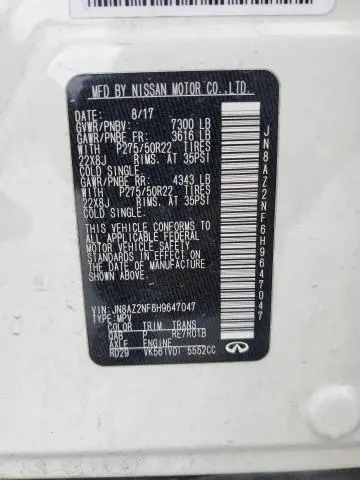 MFD BY NISSAN MOTOR CO.,LTD.
DATE: 8/17
GVWR/PNBV: 7300 LB
GAWR/PNBE FR: 3616 LB
WITH P275/50R22 TIRES
22X8J RIMS. AT 35PSI
COLD SINGLE.
GAWR/PNBE RR: 4343 LB
WITH P275/50R22 TIRES
22X8J RIMS. AT 35PSI
COLD SINGLE.
THIS VEHICLE CONFORMS
TO ALL APPLICABLE FEDERAL
MOTOR VEHICLE SAFETY
STANDARDS IN EFFECT
ON THE DATE OF MANUFACTURE
SHOWN ABOVE.
VIN:JN8AZ2NF6H9647047
TYPE:MPV
COLOR TRIM TRANS
QAB P RE7R01B
AXLE ENGINE
RD29 VK56(VD) 5552CC
INFINITI
JN8AZ2NF6H9647047